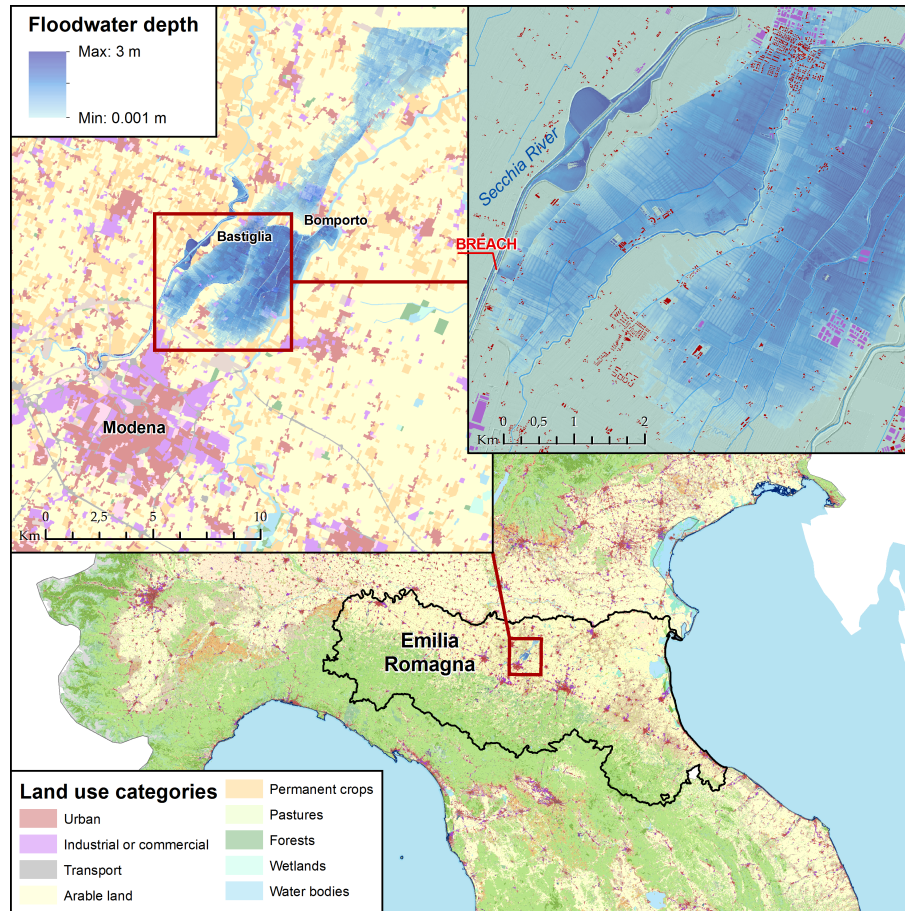 Floodwater depth
Max: 3 m
Min: 0.001 m
Bomporto
Bastiglia
Modena
0
2,5
5
10
Km
Secchia River
BREACH
0
0,5
1
2
Km
Emilia
Romagna
Land use categories
Urban
Industrial or commercial
Transport
Arable land
Permanent crops
Pastures
Forests
Wetlands
Water bodies